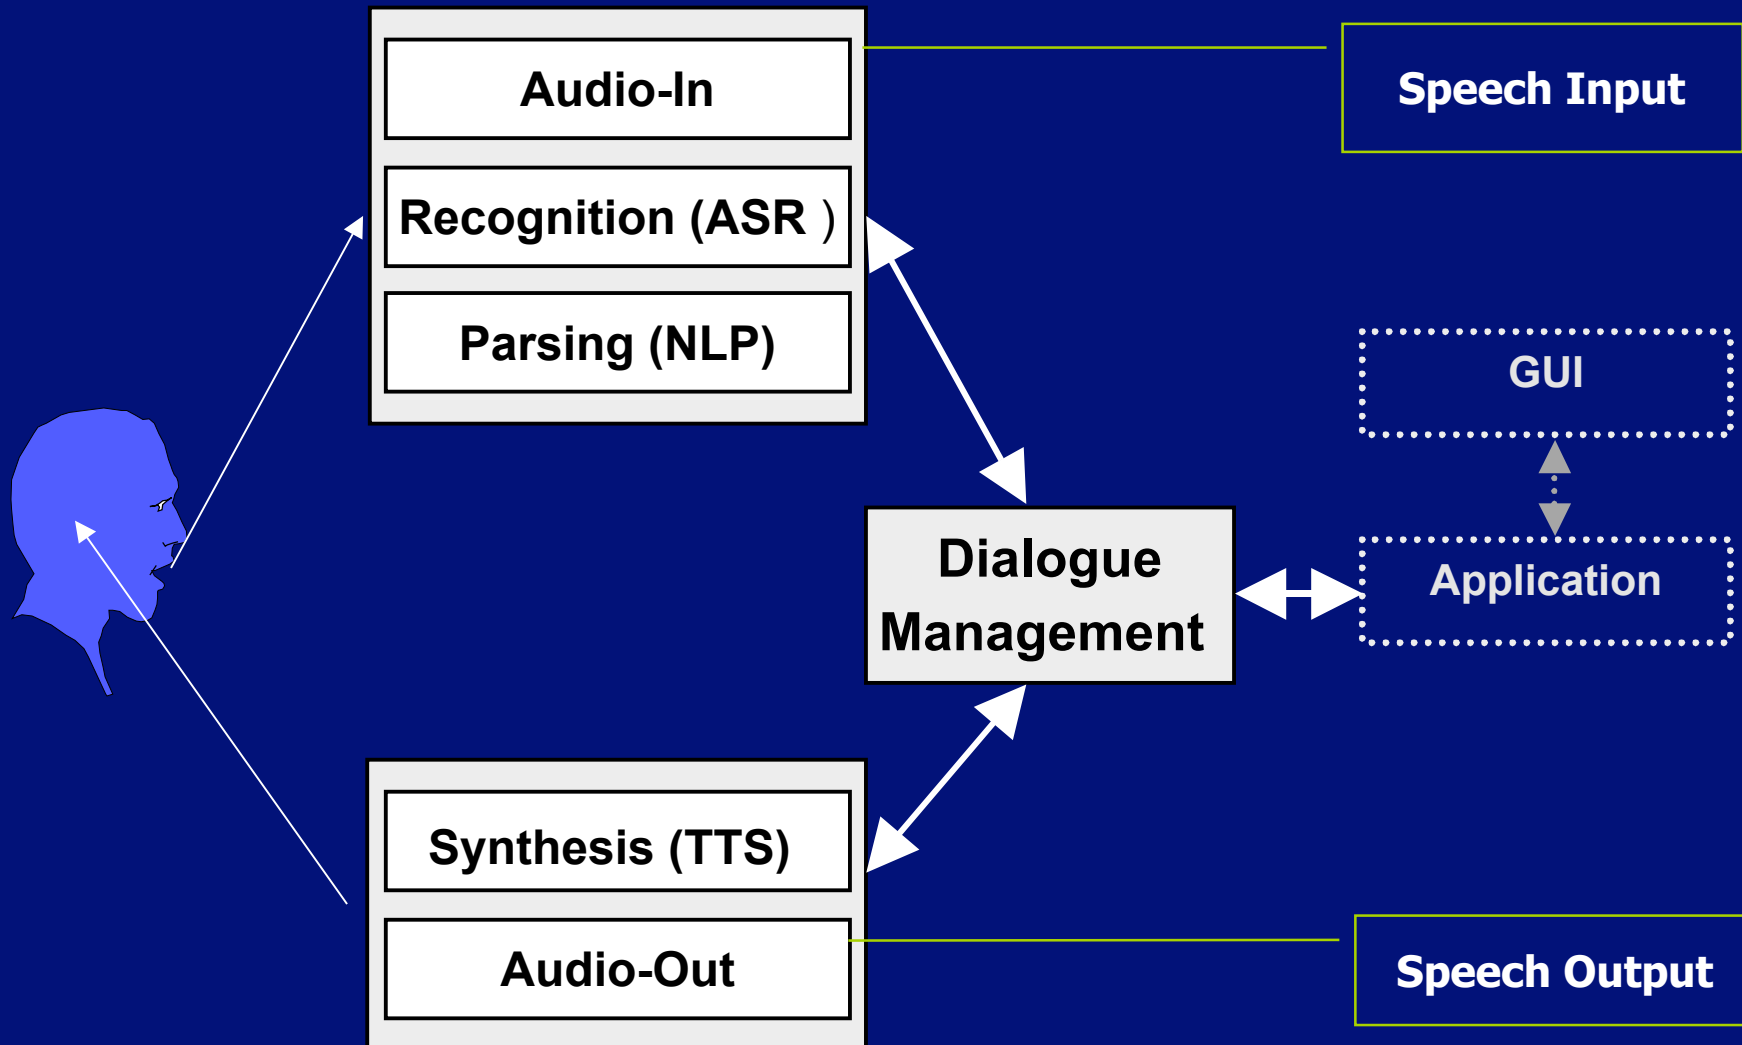 Audio-In
Speech Input
Recognition (ASR )
Parsing (NLP)
GUI
Dialogue
Management
Application
Synthesis (TTS)
Audio-Out
Speech Output